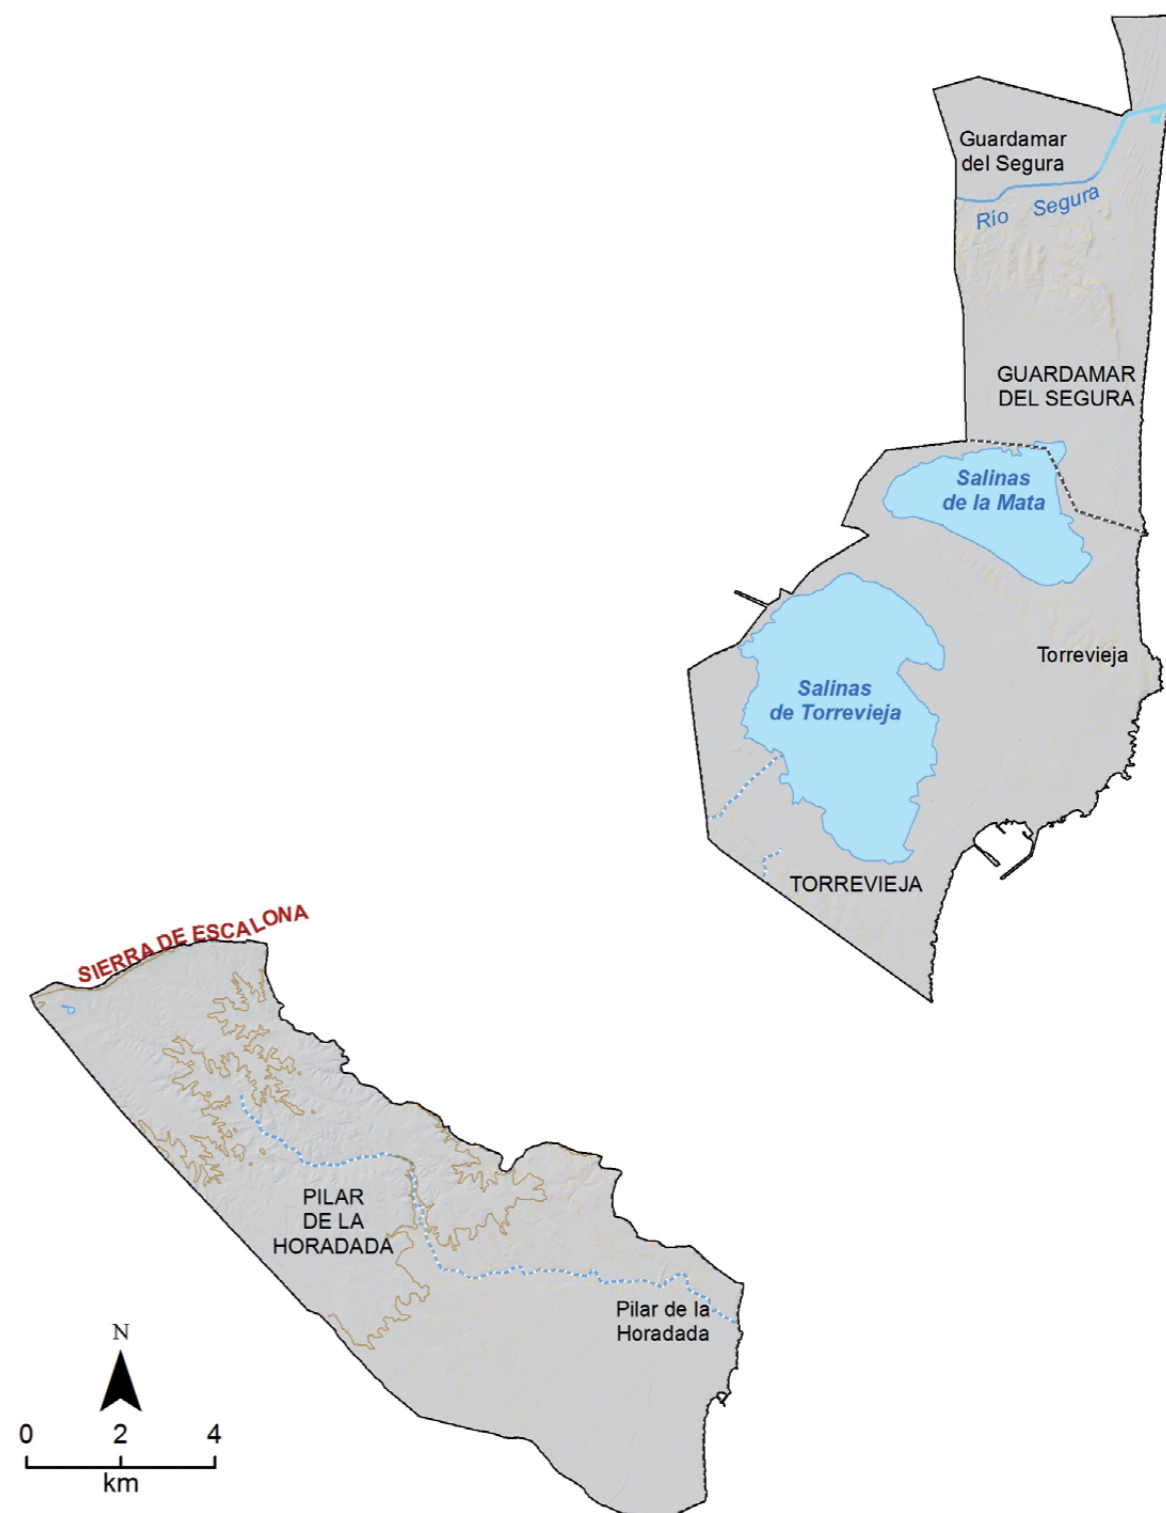 Guardamar
del Segura
Río Segura
GUARDAMAR
DEL SEGURA
Salinas
de la Mata
Torrevieja
Salinas
de Torrevieja
TORREVIEJA
SIERRA DE ESCALONA
PILAR
DE LA
HORADADA
Pilar de la
Horadada
N
0 2 4
km